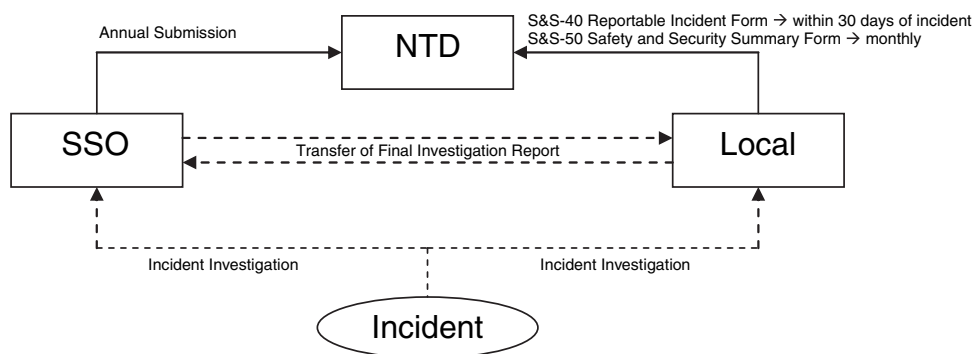 S&S-40 Reportable Incident Form → within 30 days of incident
Annual Submission
S&S-50 Safety and Security Summary Form → monthly
NTD
SSO
Local
Transfer of Final Investigation Report
Incident Investigation
Incident Investigation
Incident